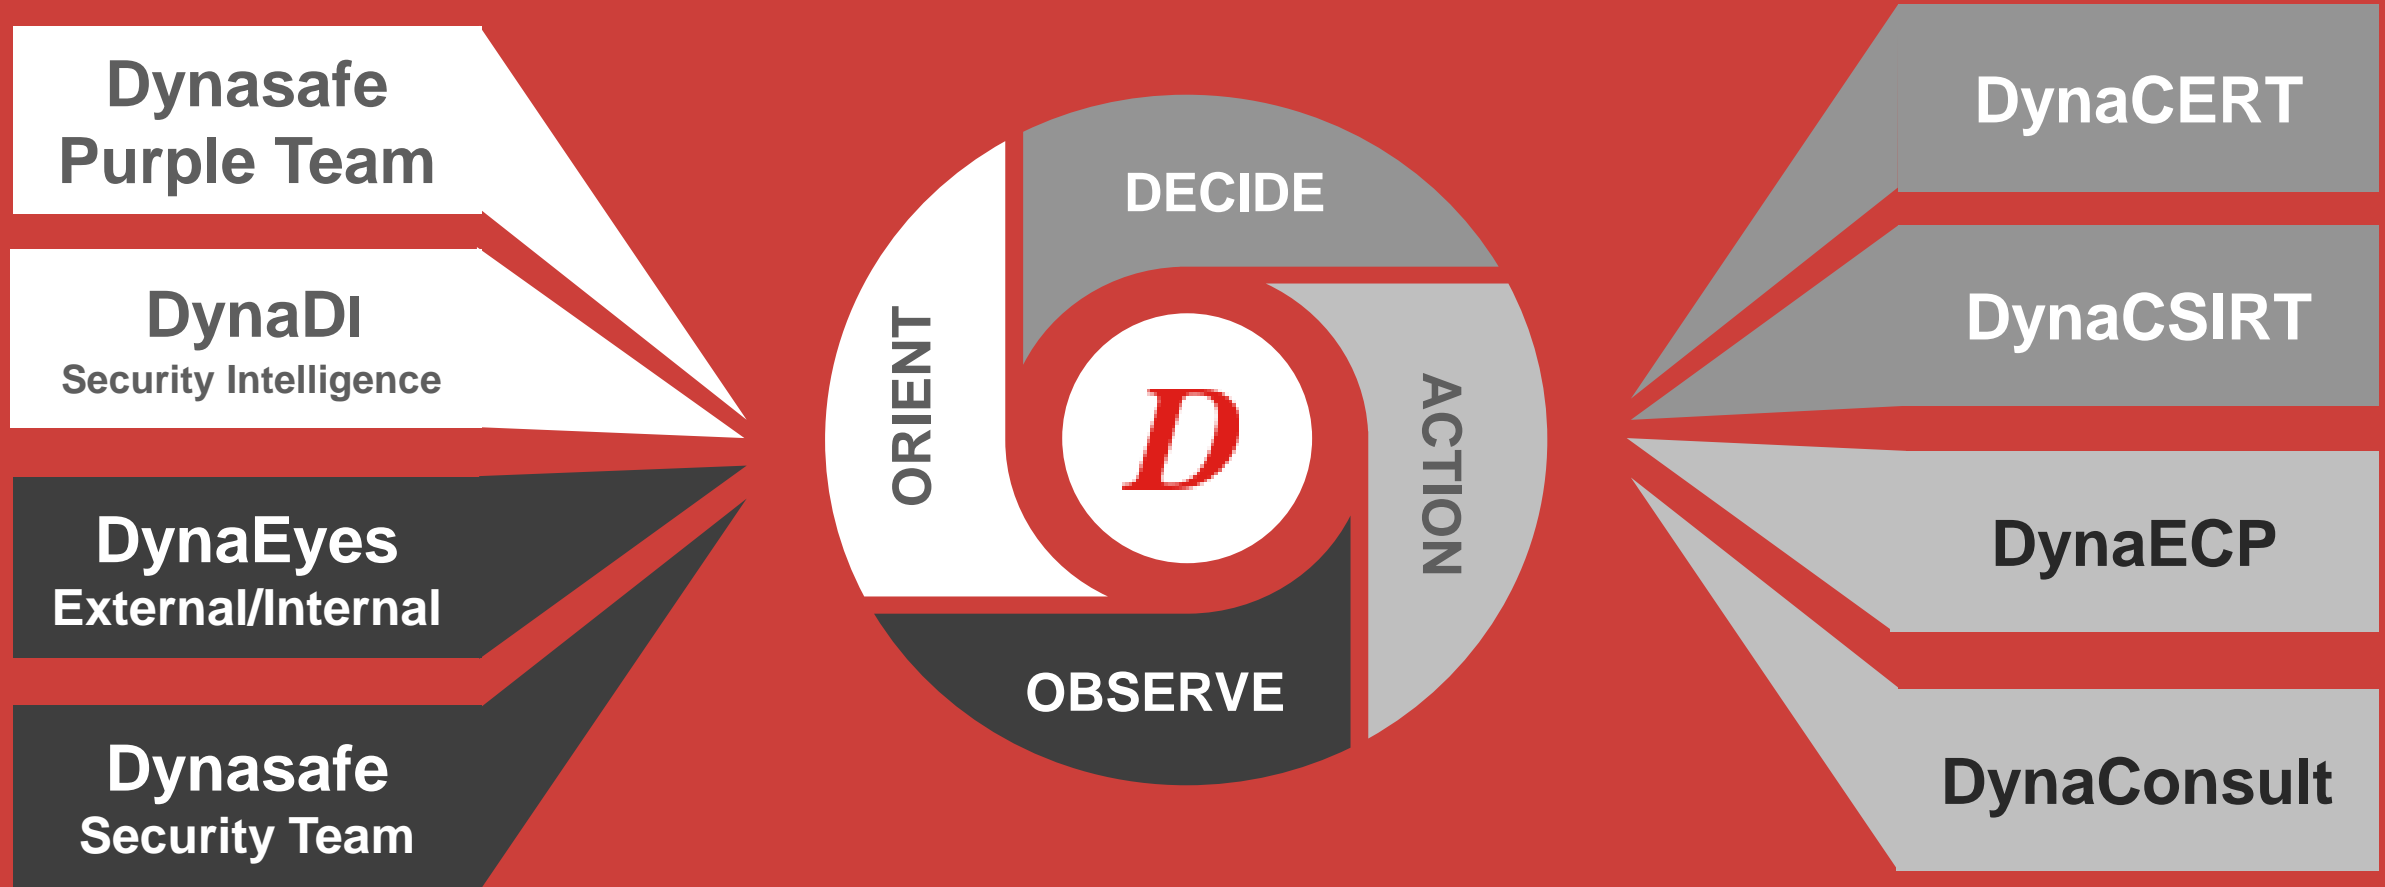 Dynasafe
Purple Team
DynaDI
Security Intelligence
DynaEyes
External/Internal
Dynasafe
Security Team
DECIDE
ORIENT
D
ACTION
OBSERVE
DynaCERT
DynaCSIRT
DynaECP
DynaConsult